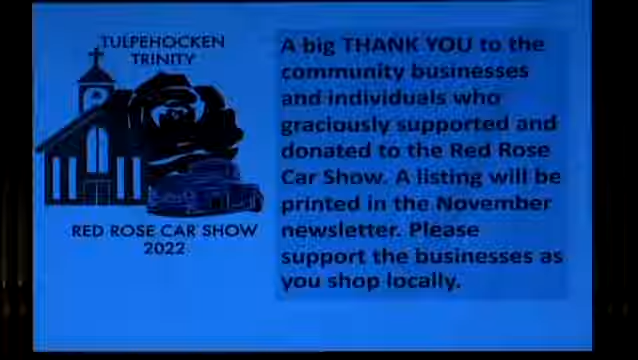 TULPEHOCKEN
TRINITY
RED ROSE CAR SHOW
2022
A big THANK YOU to the
community businesses
and individuals who
graciously supported and
donated to the Red Rose
Car Show. A listing will be
printed in the November
newsletter. Please
support the businesses as
you shop locally.